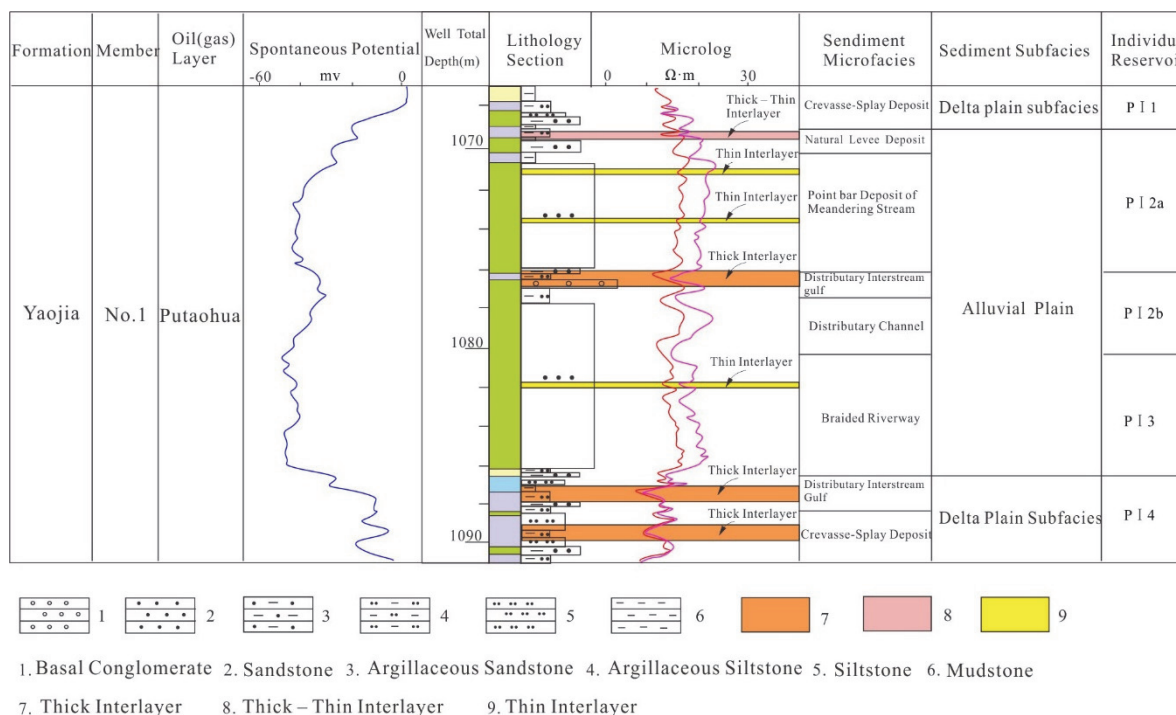 Formation
Member
Oil(gas)
Layer
Spontaneous Potential
-60 mv 0
Well Total
Depth(m)
Lithology
Section
Microlog
0 Ω·m 30
Sendiment
Microfacies
Sediment Subfacies
Individu
Reservoi
Yaojia
No.1
Putaohua
1070
1080
1090
Thick – Thin
Interlayer
Thin Interlayer
Thin Interlayer
Thick Interlayer
Thin Interlayer
Thick Interlayer
Thick Interlayer
Crevasse-Splay Deposit
Natural Levee Deposit
Point bar Deposit of
Meandering Stream
Distributary Interstream
gulf
Distributary Channel
Braided Riverway
Distributary Interstream
Gulf
Crevasse-Splay Deposit
Delta plain subfacies
Alluvial Plain
Delta Plain Subfacies
P I 1
P I 2a
P I 2b
P I 3
P I 4
1 2 3 4 5 6 7 8 9
1. Basal Conglomerate 2. Sandstone 3. Argillaceous Sandstone 4. Argillaceous Siltstone 5. Siltstone 6. Mudstone
7. Thick Interlayer 8. Thick – Thin Interlayer 9. Thin Interlayer